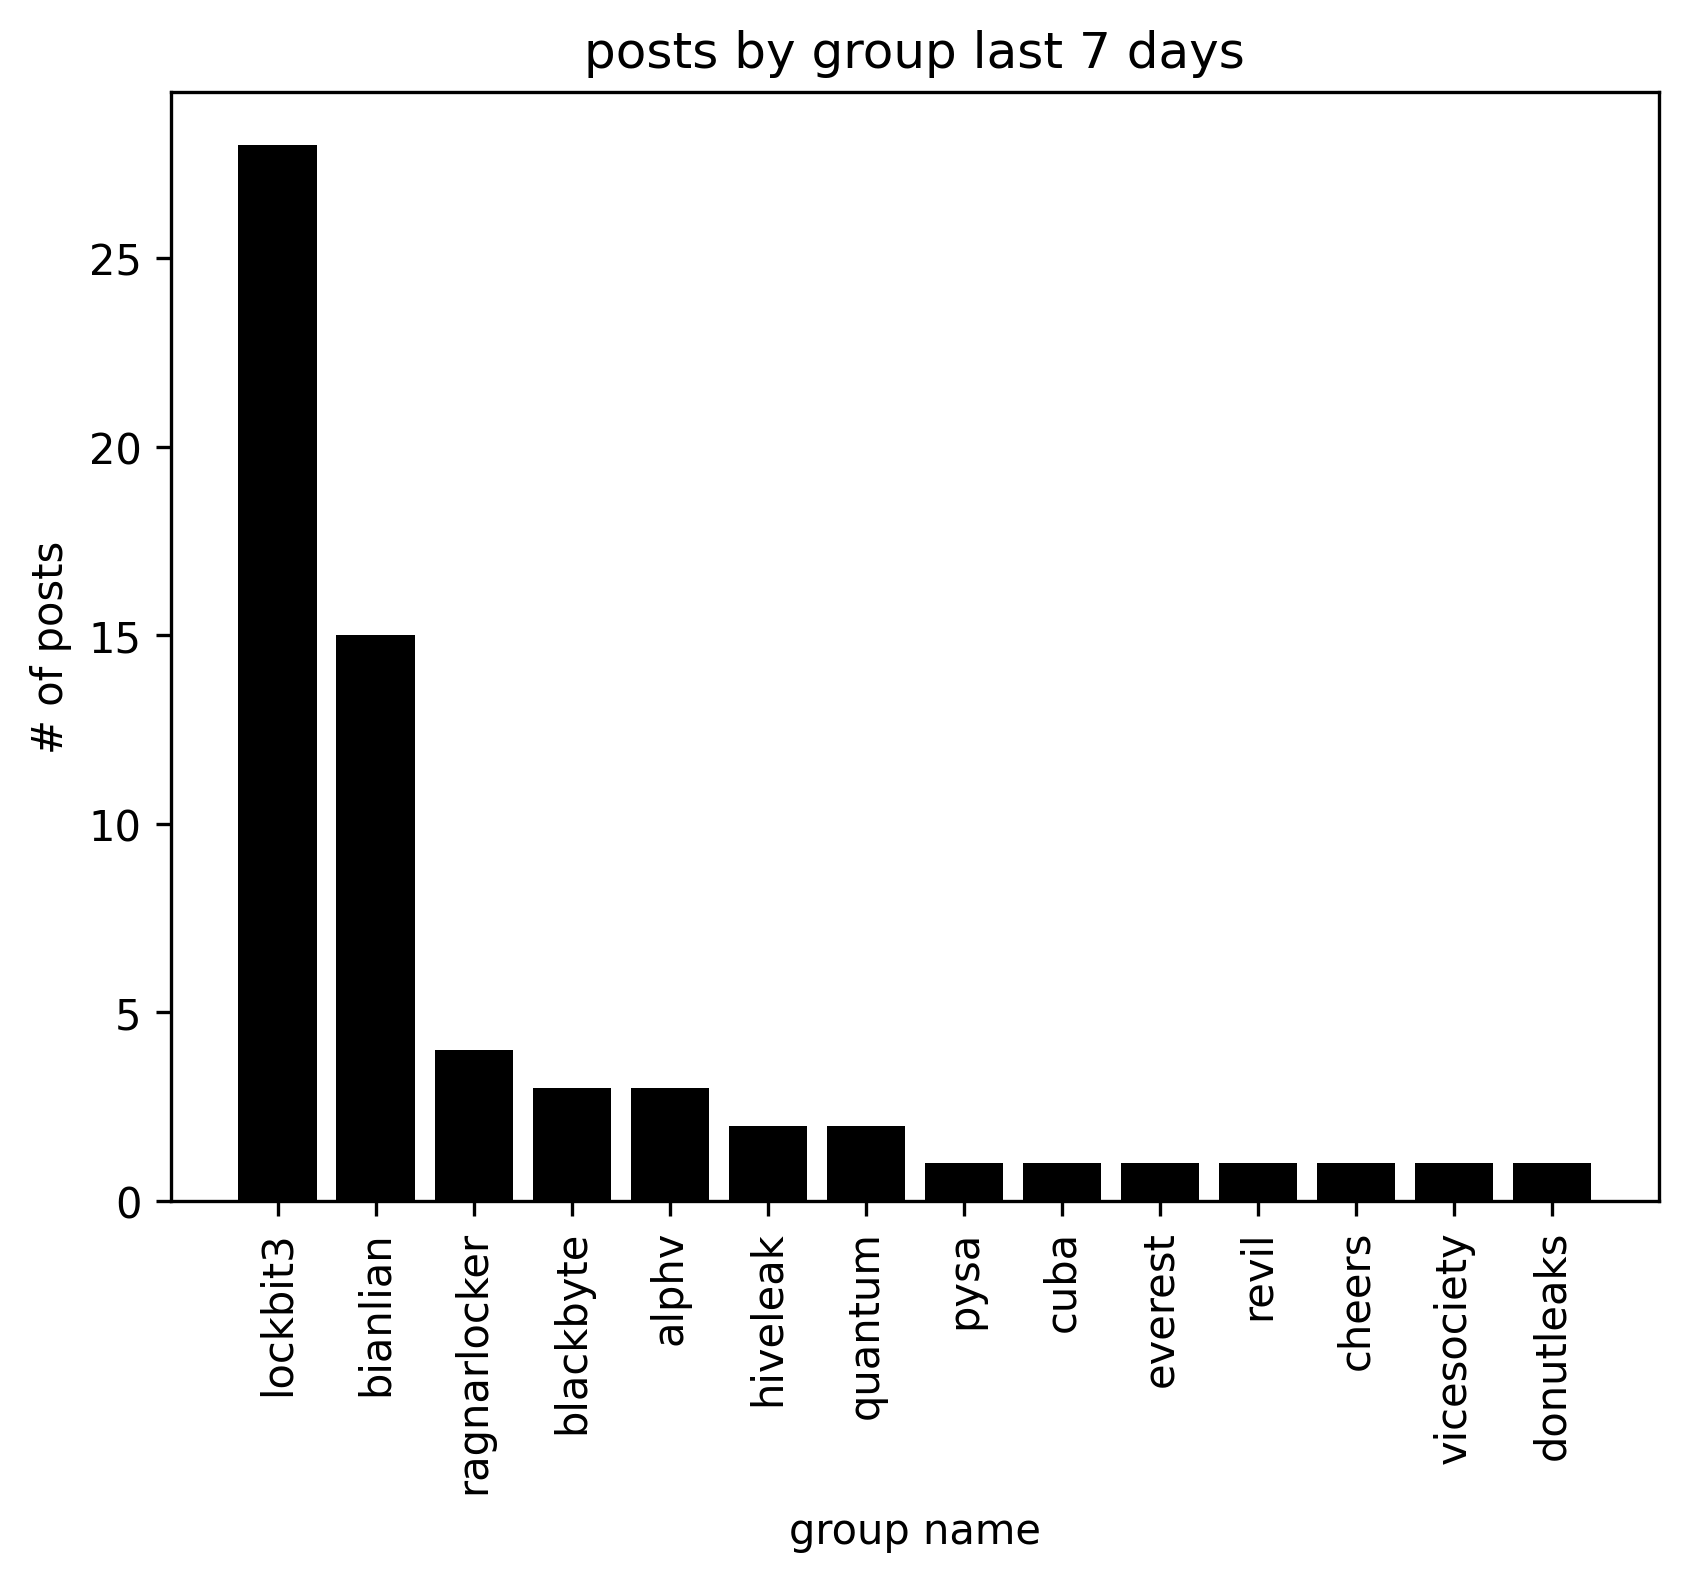 posts by group last 7 days
# of posts
25
20
15
10
5
0
lockbit3
bianlian
ragnarlocker
blackbyte
alphv
hiveleak
quantum
pysa
cuba
everest
revil
cheers
vicesociety
donutleaks
group name